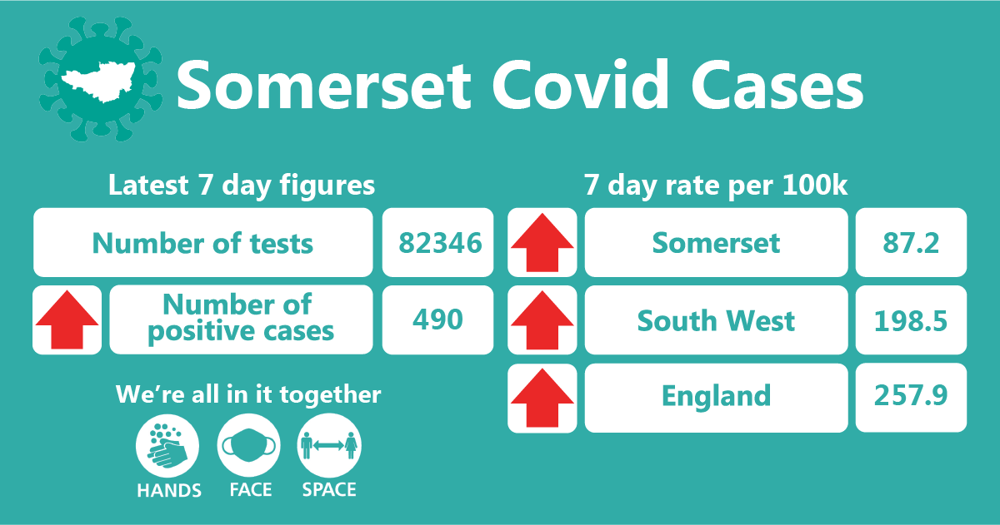 Somerset Covid Cases
Latest 7 day figures
Number of tests
82346
Number of
positive cases
490
We're all in it together
HANDS
FACE
SPACE
7 day rate per 100k
Somerset
87.2
South West
198.5
England
257.9